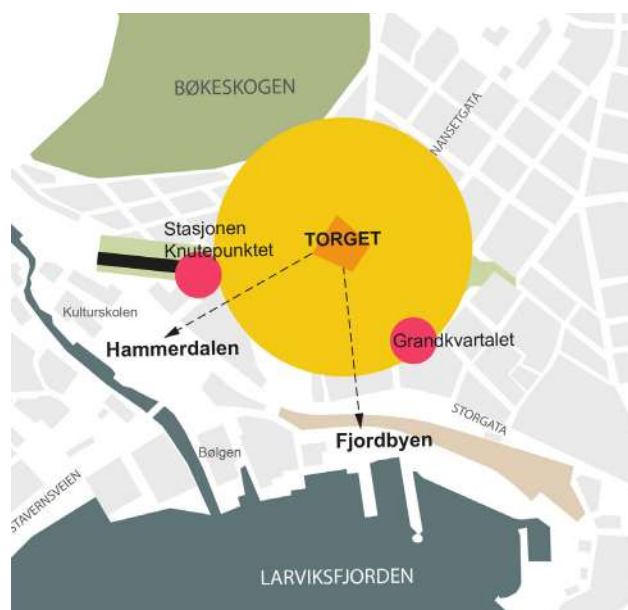 BØKESKOGEN
NANSETGATA
Stasjonen
Knutepunktet
TORGET
Kulturskolen
Hammerdalen
Grandkvartalet
STORGATA
Fjordbyen
Bølgen
STAVERNSVEIEN
LARVIKSFJORDEN